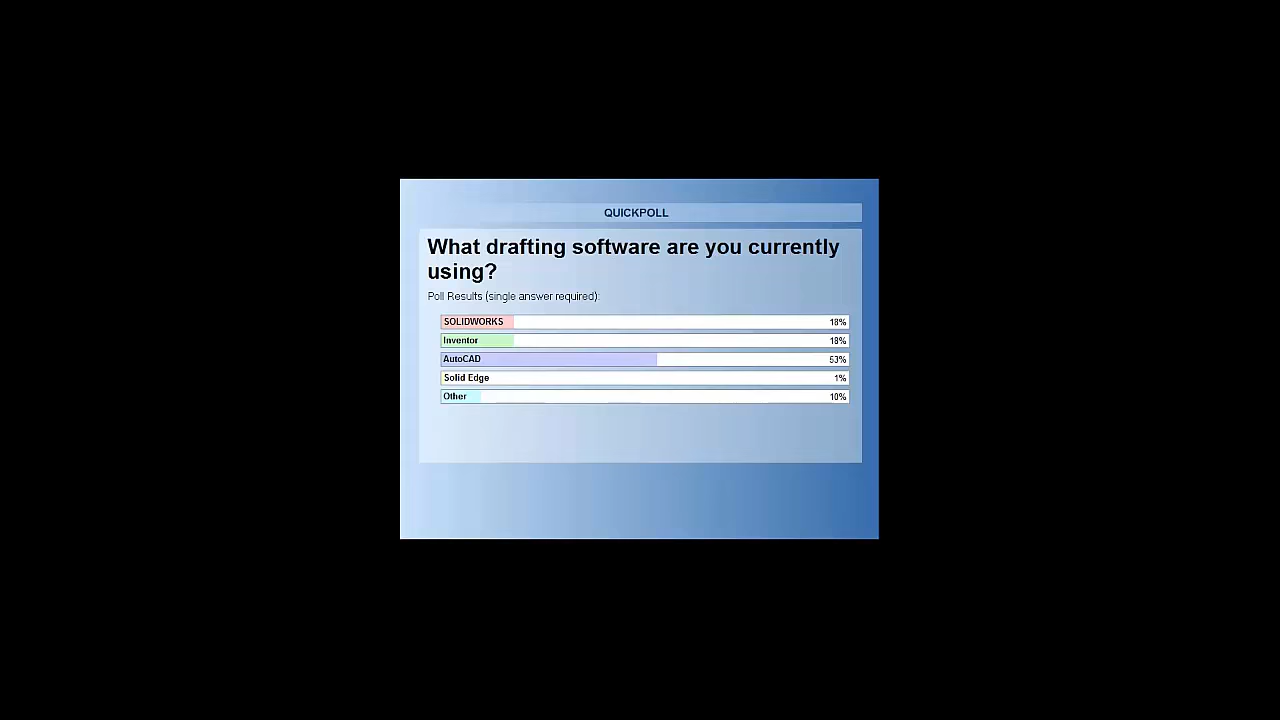 QUICKPOLL
What drafting software are you currently
using?
Poll Results (single answer required):
SOLIDWORKS 18%
Inventor 18%
AutoCAD 53%
Solid Edge 1%
Other 10%